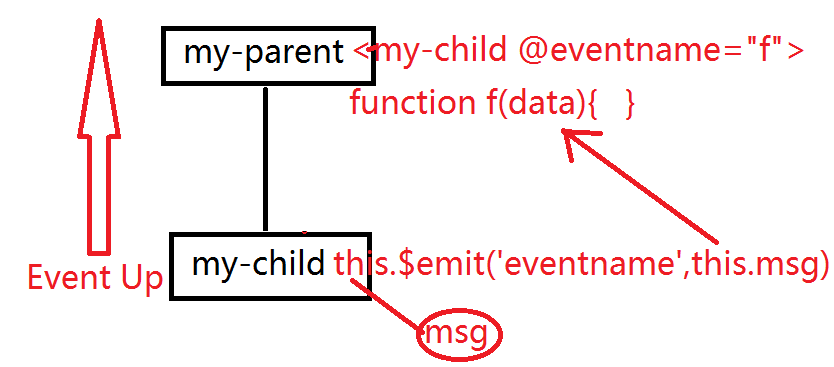 my-parent <my-child @eventname="f">
function f(data){ }
Event Up
my-child this.$emit('eventname',this.msg)
msg